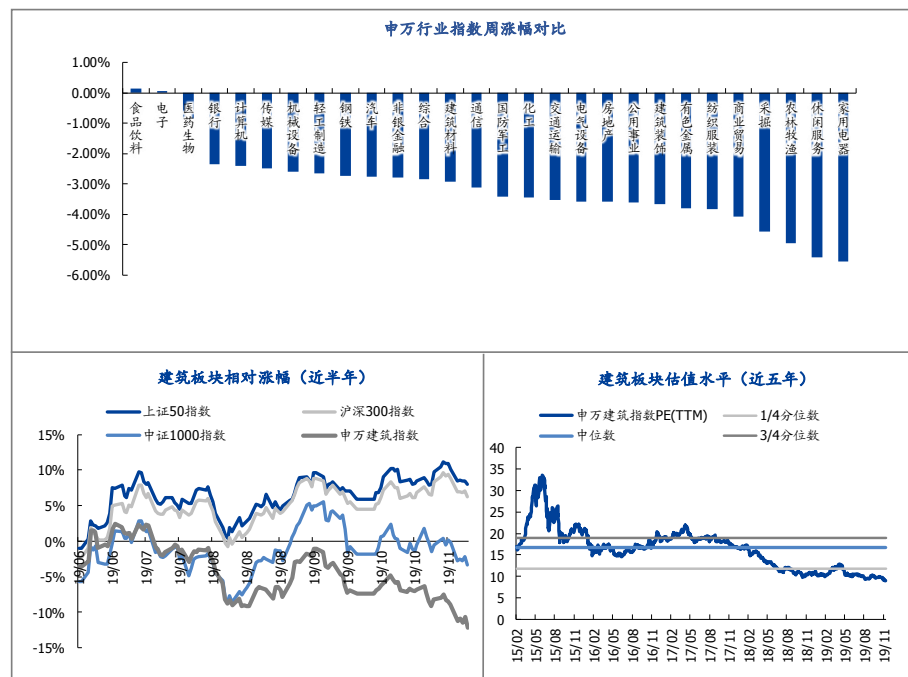 申万行业指数周涨幅对比
1.00%
0.00%
-1.00%
-2.00%
-3.00%
-4.00%
-5.00%
-6.00%
食品饮料
电子
医药生物
银行
计算机
传媒
机械设备
轻工制造
钢铁
汽车
非银金融
综合
建筑材料
通信
国防军工
化工
交通运输
电气设备
房地产
公用事业
建筑装饰
有色金属
纺织服装
商业贸易
采掘
农林牧渔
休闲服务
家用电器
建筑板块相对涨幅（近半年）
上证50指数 沪深300指数
中证1000指数 申万建筑指数
15%
10%
5%
0%
-5%
-10%
-15%
19/05
19/06
19/07
19/07
19/08
19/08
19/09
19/09
19/10
19/10
19/11
建筑板块估值水平（近五年）
申万建筑指数PE(TTM) 1/4分位数
中位数 3/4分位数
40
35
30
25
20
15
10
5
0
15/02
15/05
15/08
15/11
16/02
16/05
16/08
16/11
17/02
17/05
17/08
17/11
18/02
18/05
18/08
18/11
19/02
19/05
19/08
19/11